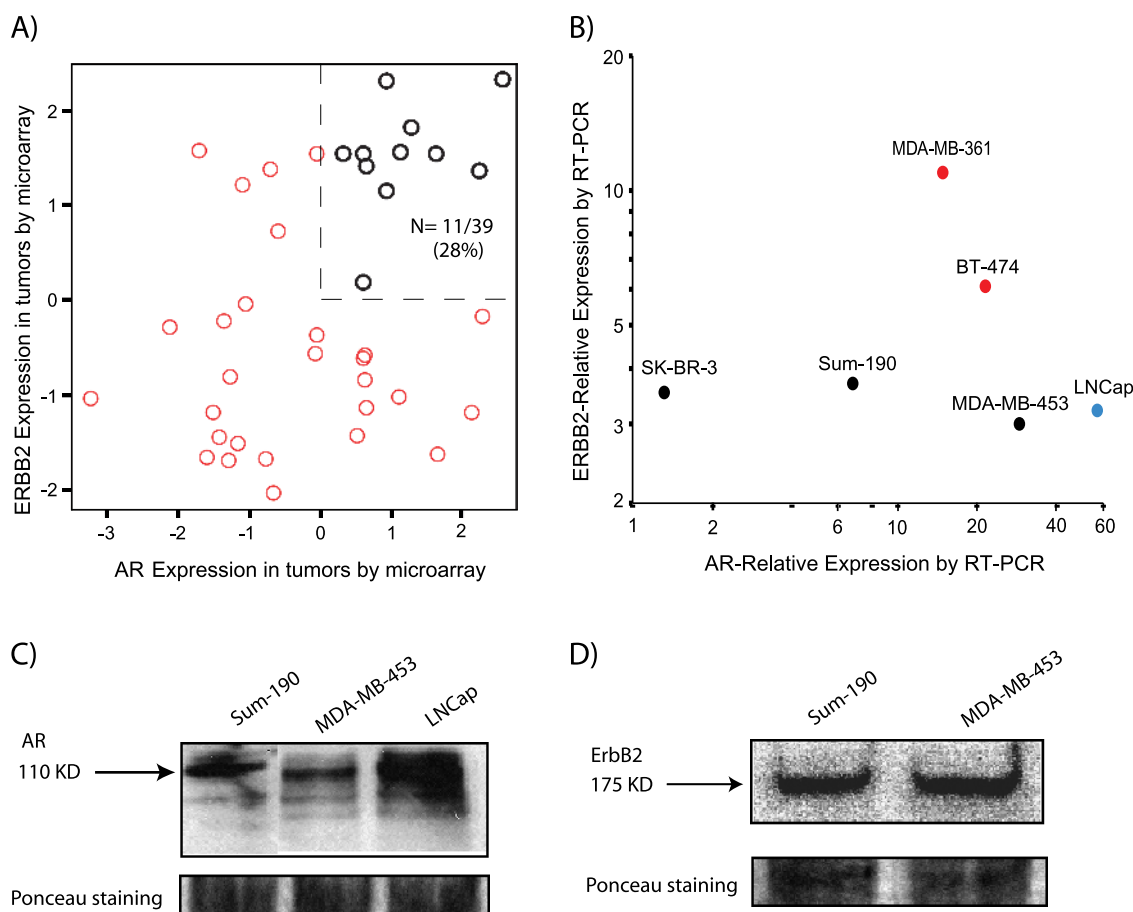 A)
ERBB2 Expression in tumors by microarray
2
1
0
-1
-2
N= 11/39
(28%)
-3
-2
-1
0
1
2
AR Expression in tumors by microarray
B)
ERBB2-Relative Expression by RT-PCR
20
10
5
3
2
MDA-MB-361
BT-474
SK-BR-3
Sum-190
MDA-MB-453
LNCap
1
2
6
10
20
40
60
AR-Relative Expression by RT-PCR
C)
Sum-190
MDA-MB-453
LNCap
AR
110 KD
Ponceau staining
D)
Sum-190
MDA-MB-453
ErbB2
175 KD
Ponceau staining